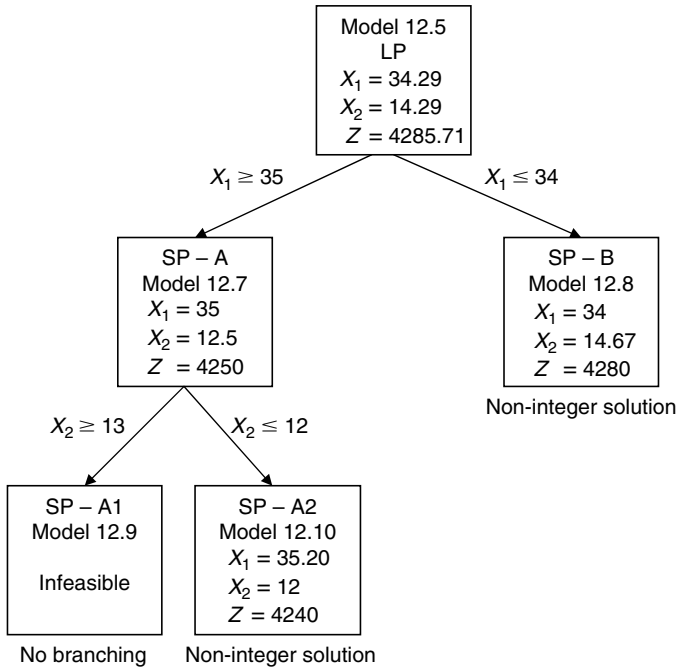 Model 12.5
LP
X₁ = 34.29
X₂ = 14.29
Z = 4285.71
X₁ ≥ 35
X₁ ≤ 34
SP – A
Model 12.7
X₁ = 35
X₂ = 12.5
Z = 4250
SP – B
Model 12.8
X₁ = 34
X₂ = 14.67
Z = 4280
Non-integer solution
X₂ ≥ 13
X₂ ≤ 12
SP – A1
Model 12.9
Infeasible
No branching
SP – A2
Model 12.10
X₁ = 35.20
X₂ = 12
Z = 4240
Non-integer solution